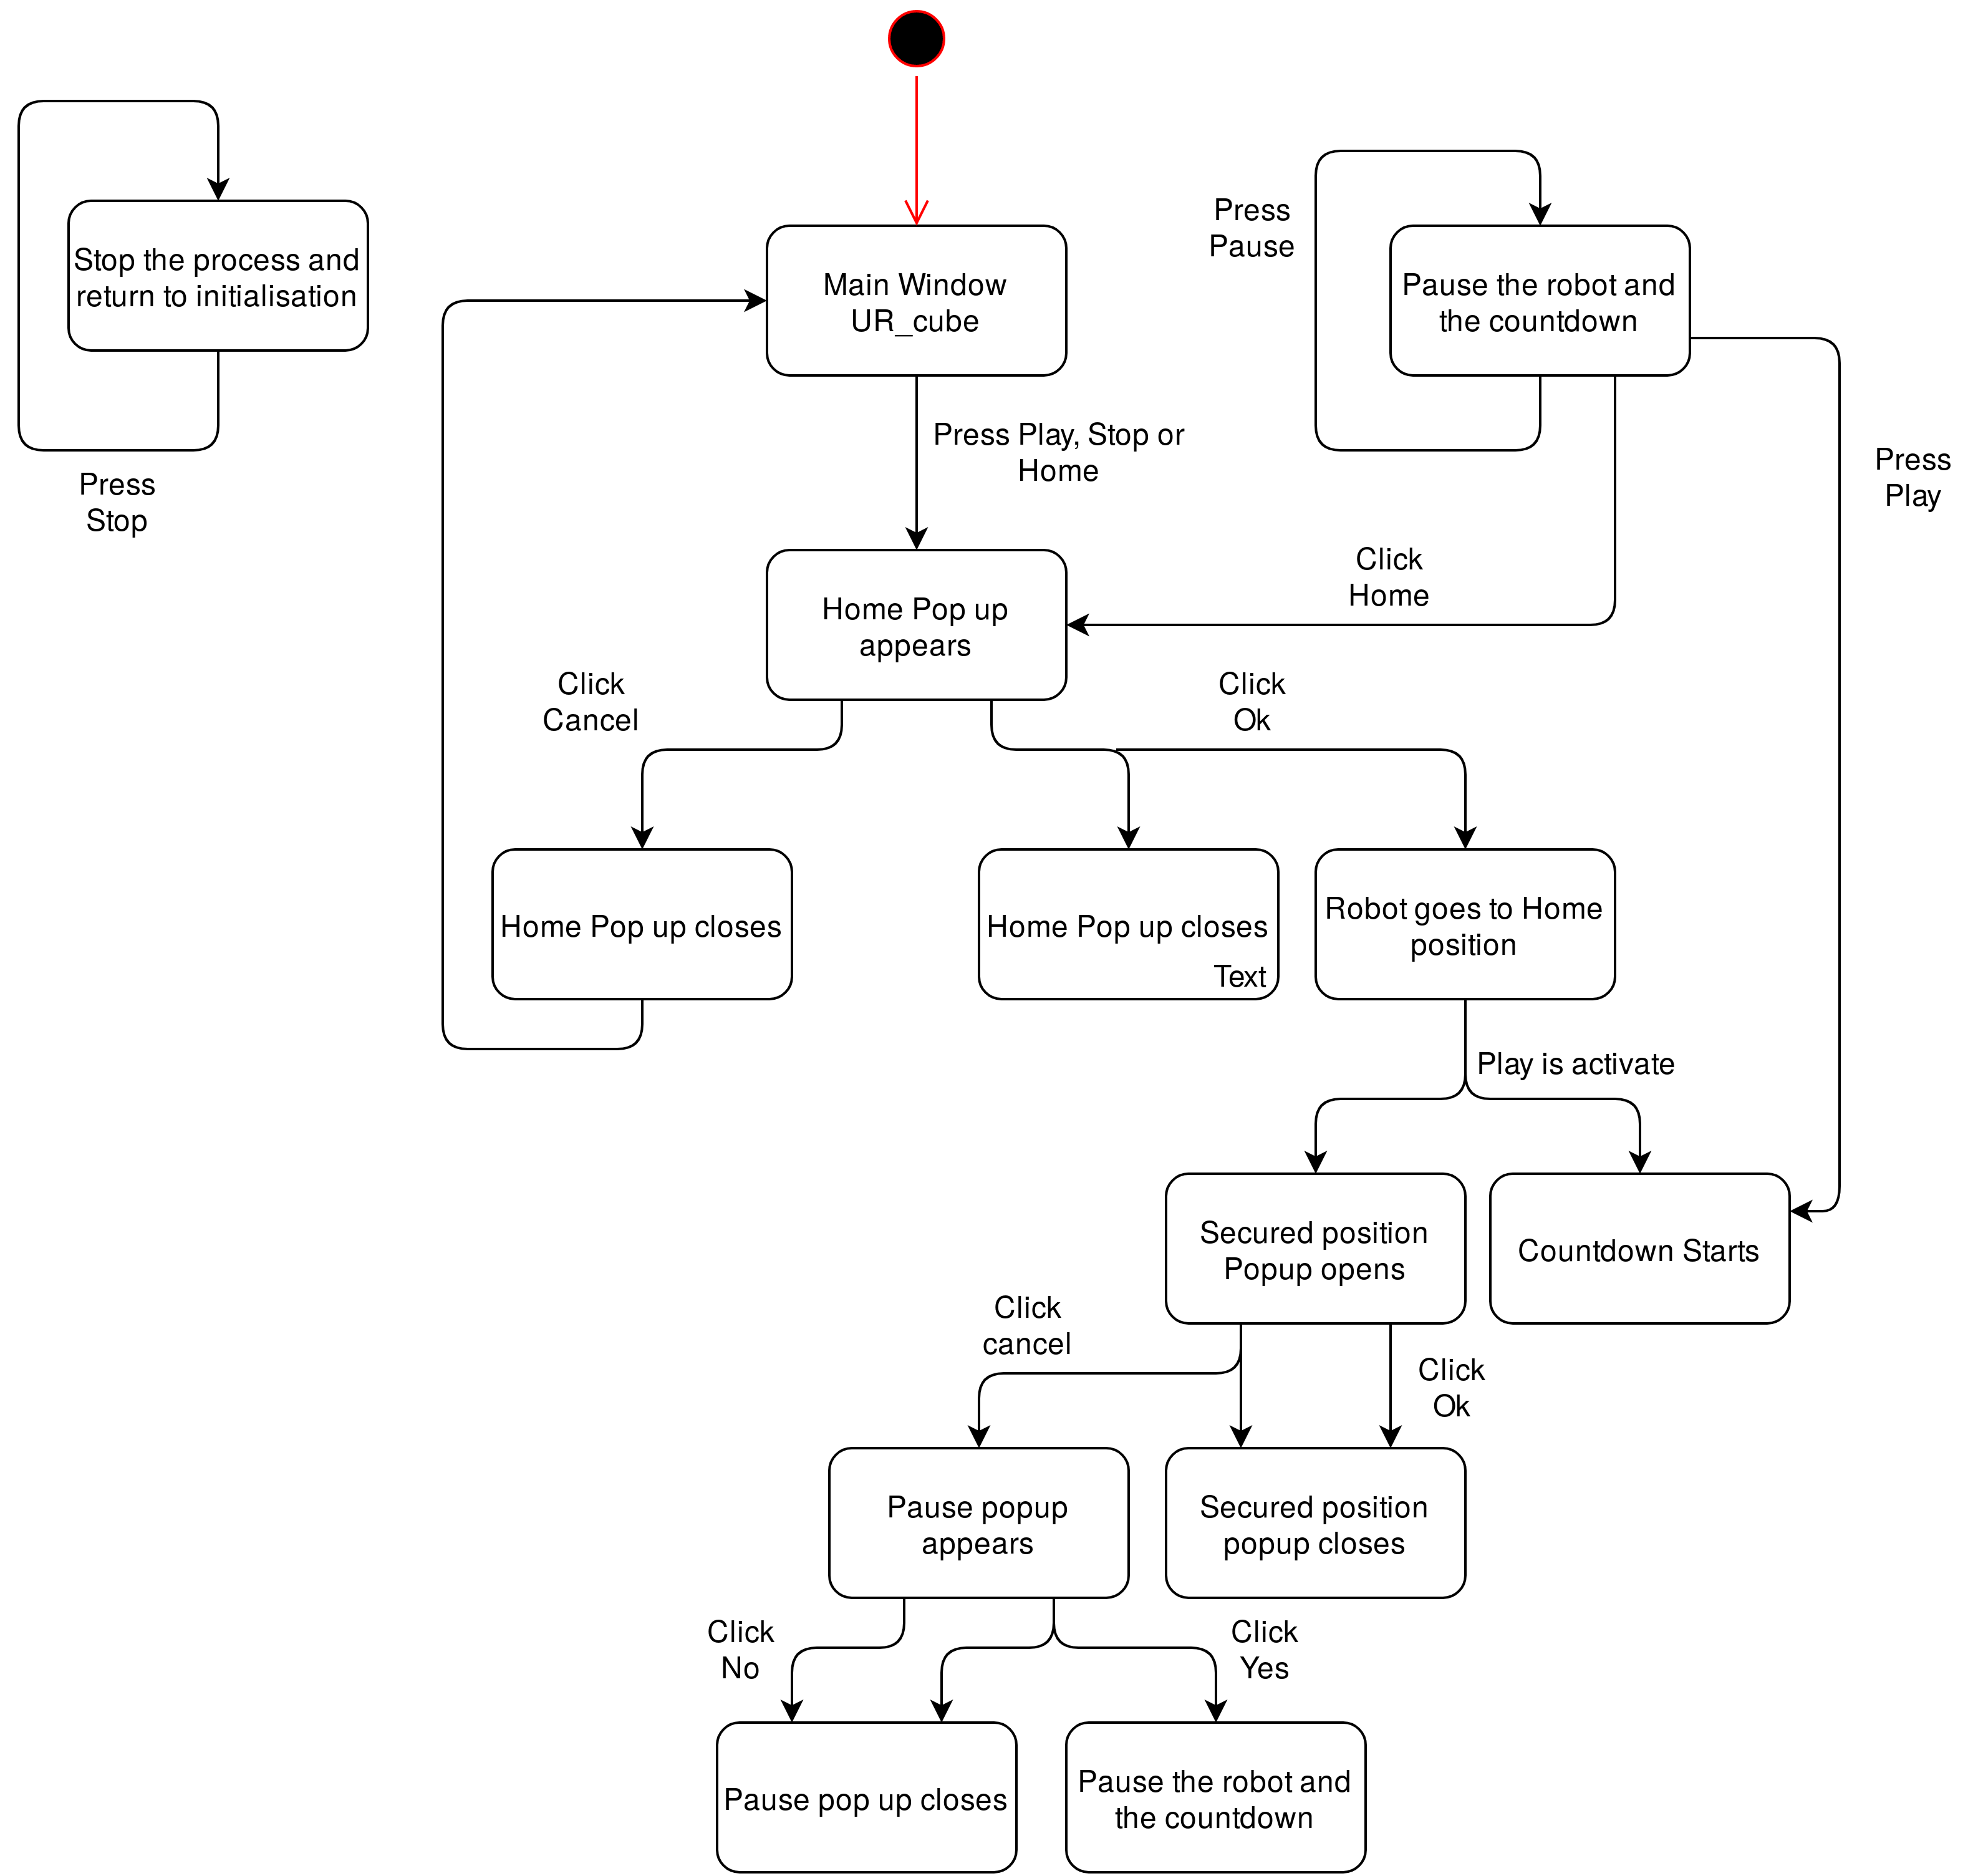 Press
Pause
Stop the process and
return to initialisation
Main Window
UR_cube
Pause the robot and
the countdown
Press Play, Stop or
Home
Press
Play
Press
Stop
Click
Home
Home Pop up
appears
Click
Cancel
Click
Ok
Home Pop up closes
Home Pop up closes
Text
Robot goes to Home
position
Play is activate
Secured position
Popup opens
Countdown Starts
Click
cancel
Click
Ok
Pause popup
appears
Secured position
popup closes
Click
No
Click
Yes
Pause pop up closes
Pause the robot and
the countdown